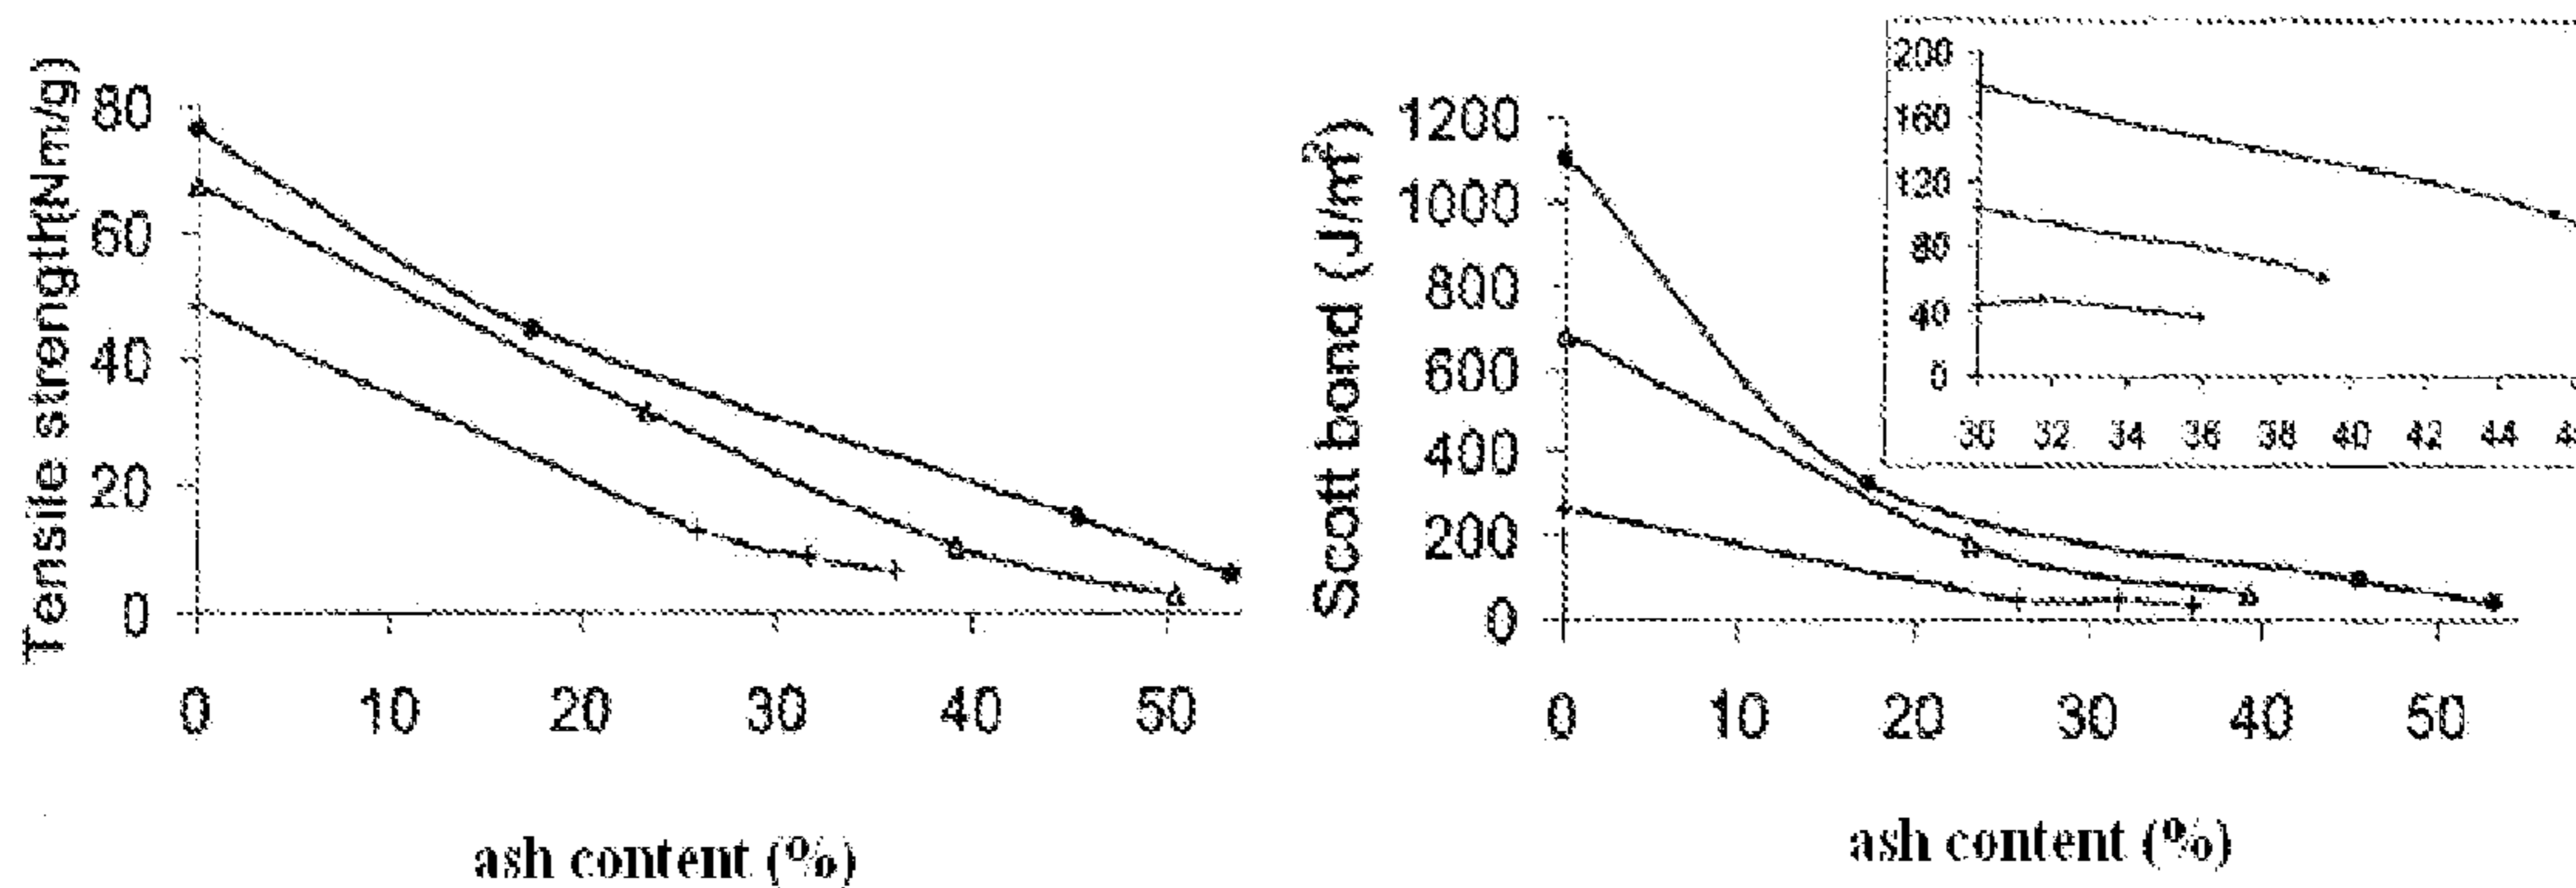 Tensile strength(Nm/g)
80
60
40
20
0
0 10 20 30 40 50
ash content (%)
Scott bond (J/m²)
1200
1000
800
600
400
200
0
0 10 20 30 40 50
ash content (%)
200
160
120
80
40
0
30 32 34 36 38 40 42 44